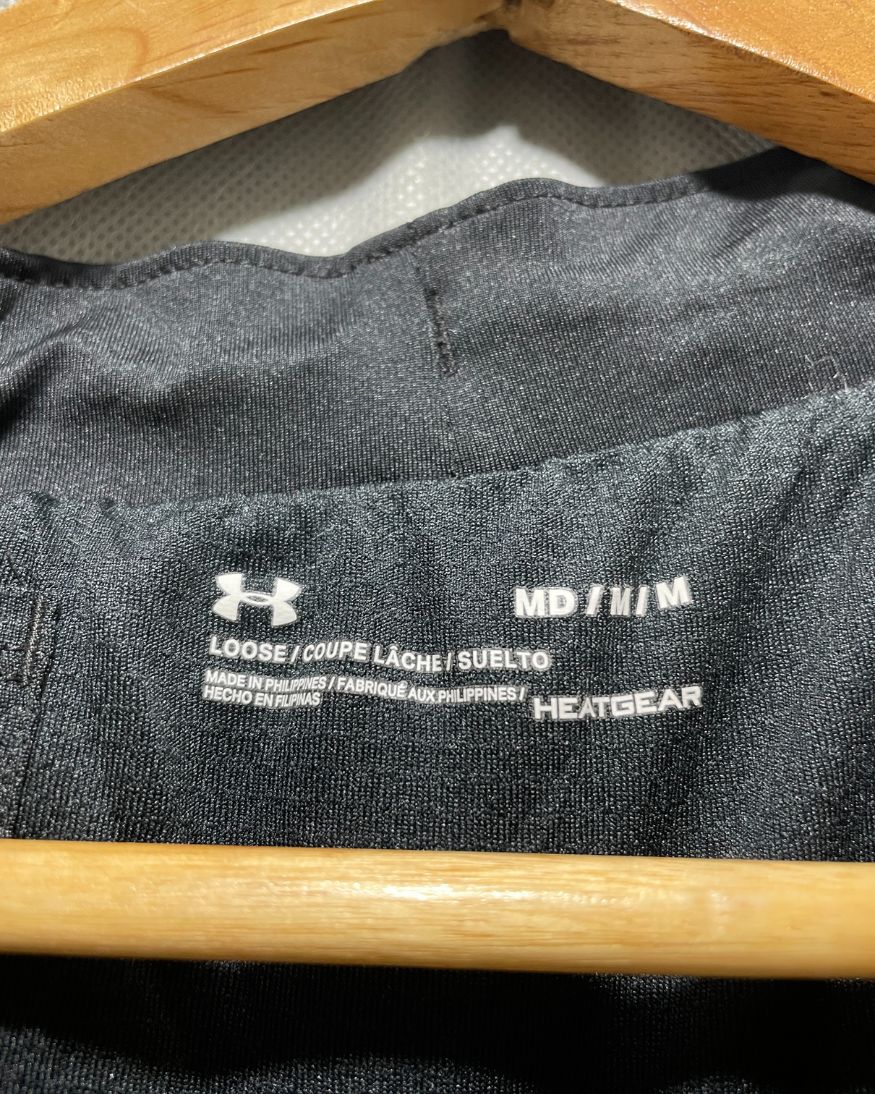 MD / M / M
LOOSE / COUPE LÂCHE / SUELTO
MADE IN PHILIPPINES / FABRIQUÉ AUX PHILIPPINES /
HECHO EN FILIPINAS
HEATGEAR